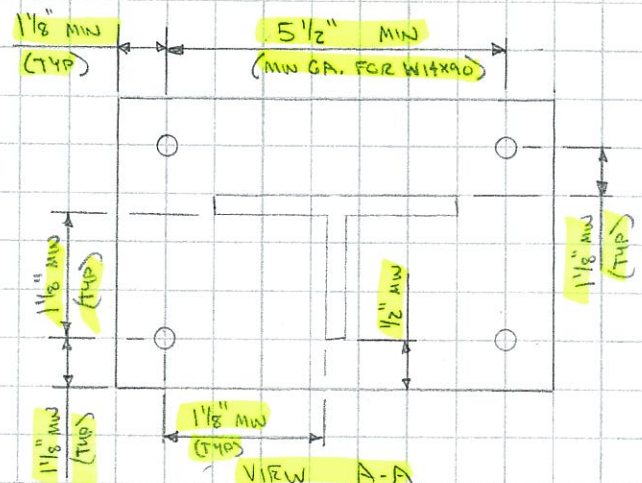 1 1/8" MIN
(TYP)
5 1/2" MIN
(MIN GA. FOR W14x90)
1 1/8" MIN
(TYP)
1 1/8" MIN
(TYP)
1/2" MIN
1 1/8" MIN
(TYP)
1 1/8" MIN
(TYP)
VIEW A-A